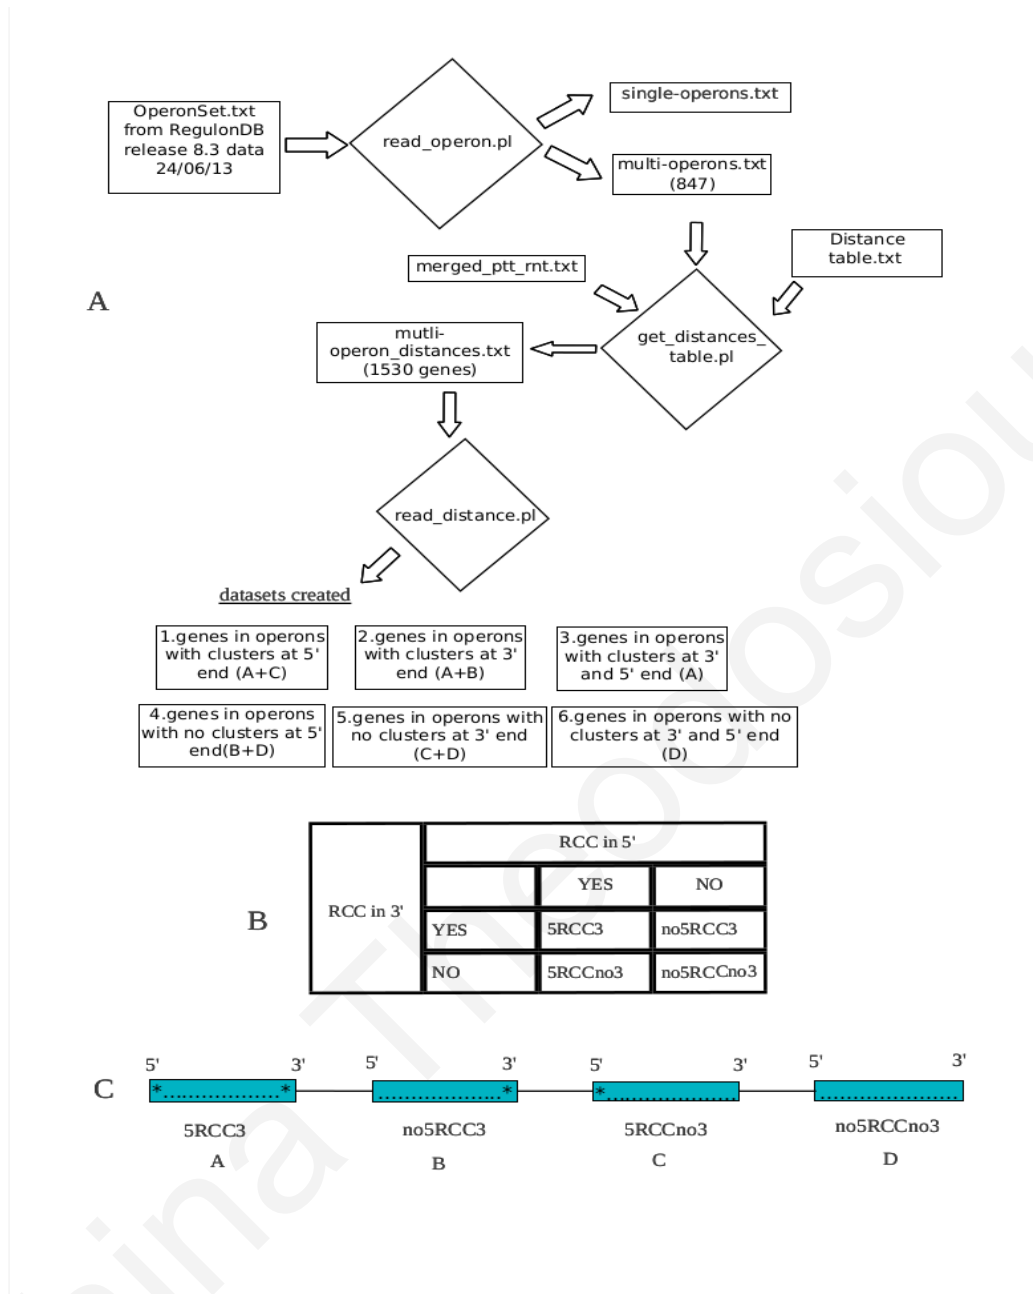 OperonSet.txt
from RegulonDB
release 8.3 data
24/06/13
read_operon.pl
single-operons.txt
multi-operons.txt
(847)
merged_ptt_rnt.txt
Distance
table.txt
A
get_distances_
table.pl
mutli-
operon_distances.txt
(1530 genes)
read_distance.pl
datasets created
1.genes in operons
with clusters at 5'
end (A+C)
2.genes in operons
with clusters at 3'
end (A+B)
3.genes in operons
with clusters at 3'
and 5' end (A)
4.genes in operons
with no clusters at 5'
end(B+D)
5.genes in operons with
no clusters at 3' end
(C+D)
6.genes in operons with no
clusters at 3' and 5' end
(D)
B
RCC in 3'
RCC in 5'
YES NO
YES 5RCC3 no5RCC3
NO 5RCCno3 no5RCCno3
C
5' 3' 5' 3' 5' 3' 5' 3'
*..................* ...................* *.................... ......................
5RCC3 no5RCC3 5RCCno3 no5RCCno3
A B C D
Theodosiou